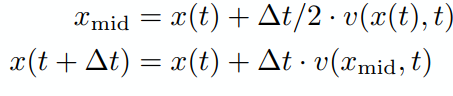 x_mid = x(t) + Δt/2 · v(x(t), t)
x(t + Δt) = x(t) + Δt · v(x_mid, t)